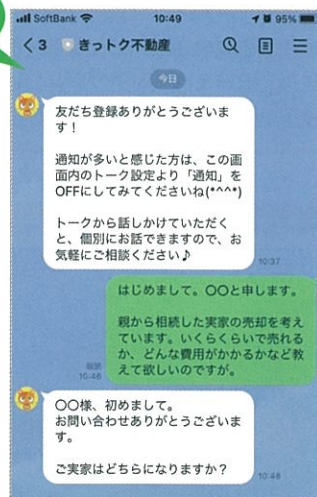 SoftBank 10:49 95%
3 きっトク不動産
今日
友だち登録ありがとうございま
す！
通知が多いと感じた方は、この画
面内のトーク設定より「通知」を
OFFにしてみてくださいね(*^^*)
トークから話しかけていただく
と、個別にお話できますので、お
気軽にご相談ください♪
10:37
はじめまして。〇〇と申します。
親から相続した実家の売却を考え
ています。いくらくらいで売れる
か、どんな費用がかかるかなど教
えて欲しいのですが。
既読
10:46
〇〇様、初めまして。
お問い合わせありがとうございま
す。
ご実家はどちらになりますか？
10:48